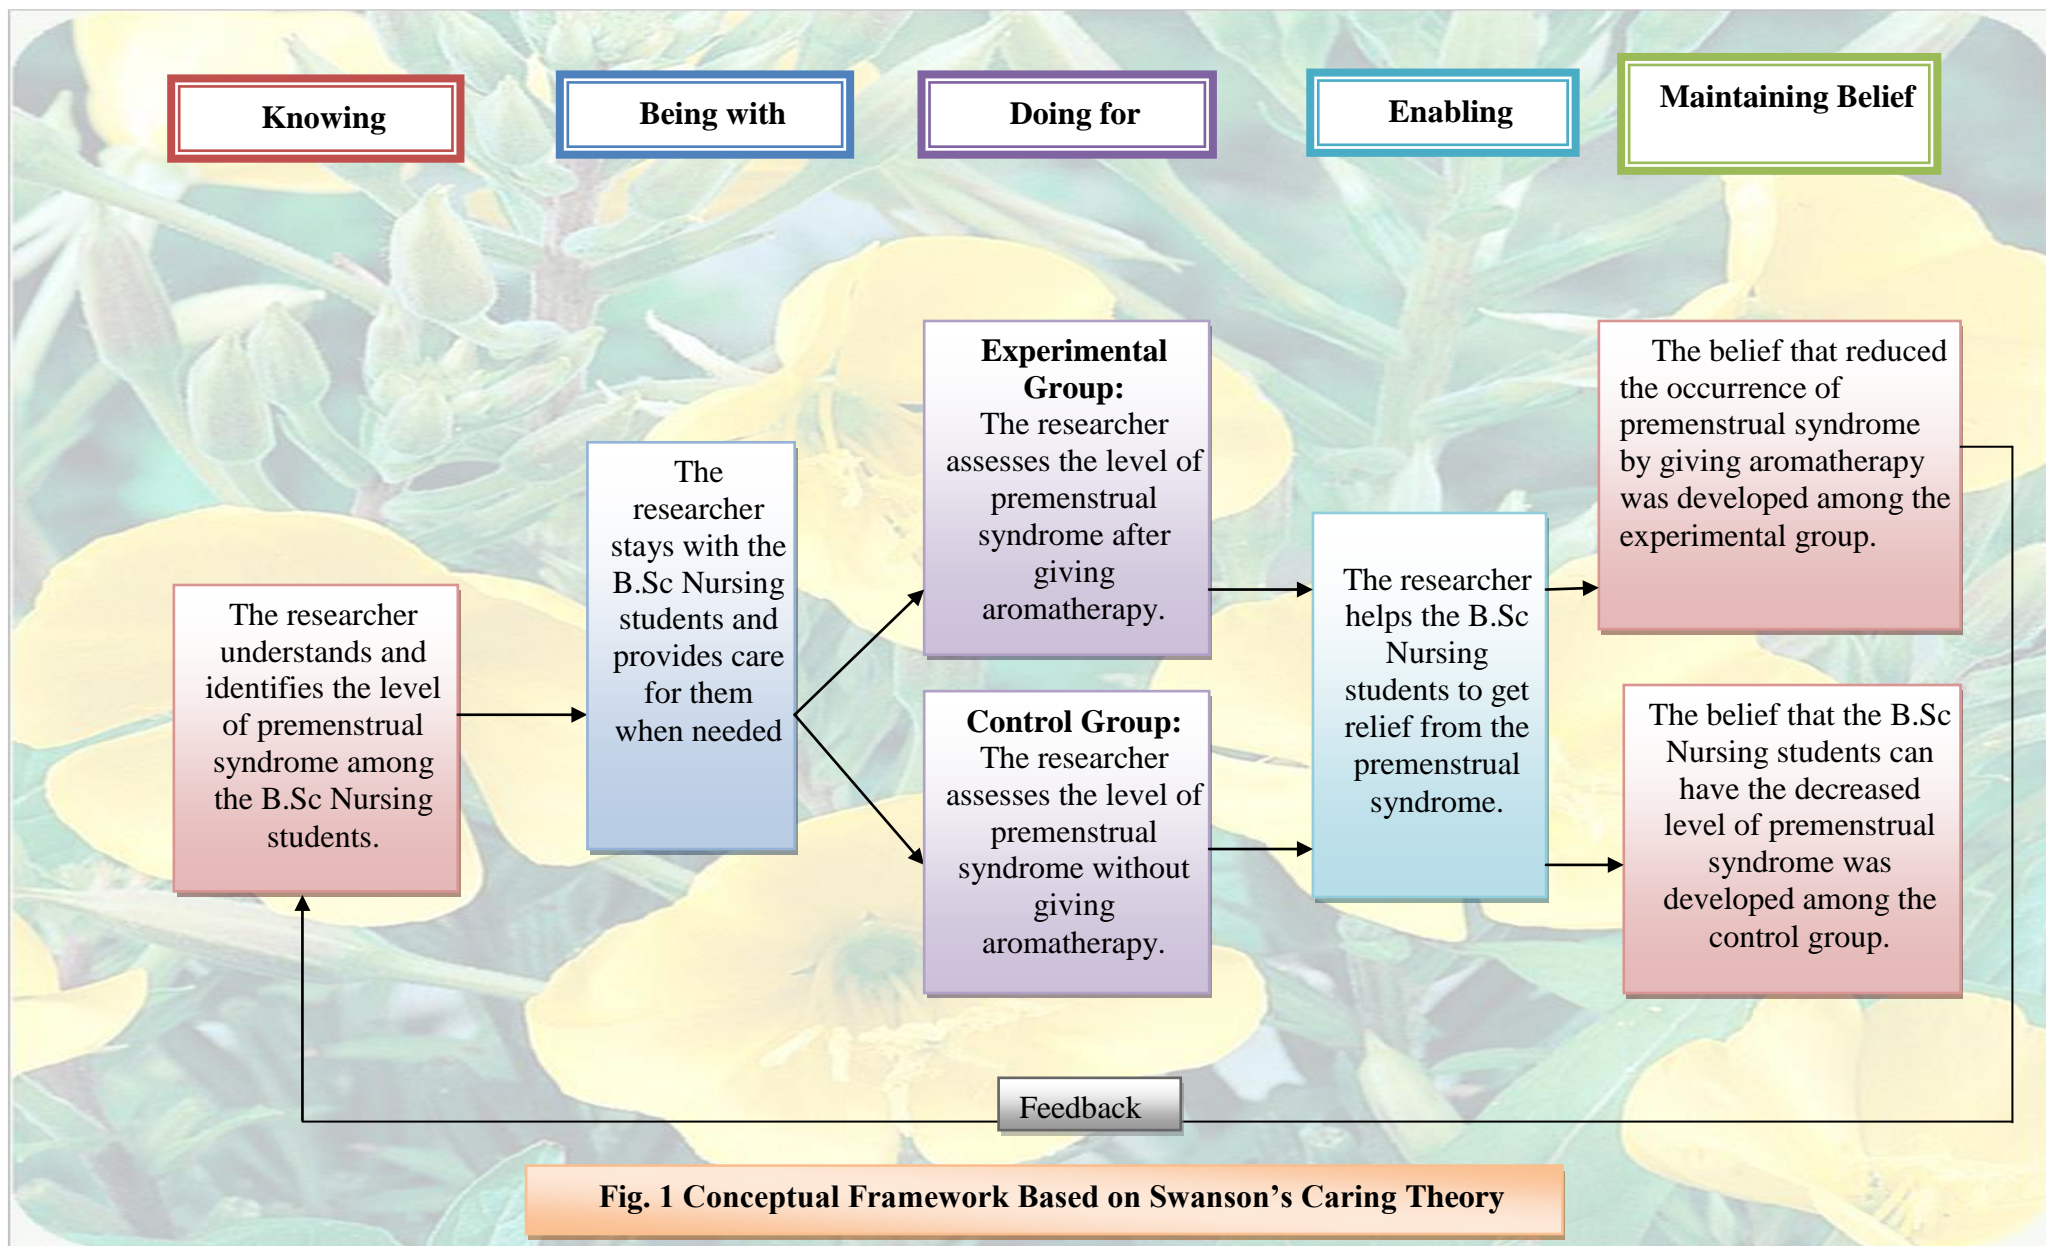 Knowing
Being with
Doing for
Enabling
Maintaining Belief
The researcher
understands and
identifies the level
of premenstrual
syndrome among
the B.Sc Nursing
students.
The
researcher
stays with the
B.Sc Nursing
students and
provides care
for them
when needed
Experimental
Group:
The researcher
assesses the level of
premenstrual
syndrome after
giving
aromatherapy.
Control Group:
The researcher
assesses the level of
premenstrual
syndrome without
giving
aromatherapy.
The researcher
helps the B.Sc
Nursing
students to get
relief from the
premenstrual
syndrome.
The belief that reduced
the occurrence of
premenstrual syndrome
by giving aromatherapy
was developed among the
experimental group.
The belief that the B.Sc
Nursing students can
have the decreased
level of premenstrual
syndrome was
developed among the
control group.
Feedback
Fig. 1 Conceptual Framework Based on Swanson’s Caring Theory